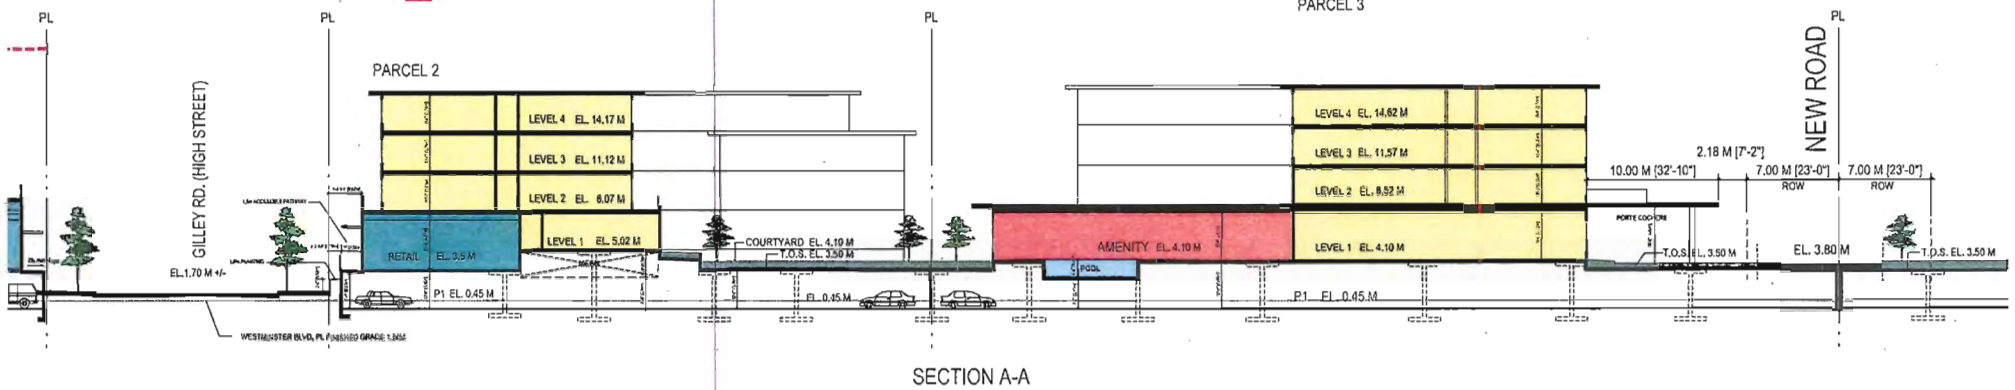 PARCEL 3
PL
PL
PL
PL
PARCEL 2
GILLEY RD. (HIGH STREET)
NEW ROAD
LEVEL 4 EL. 14.17 M
LEVEL 3 EL. 11.12 M
LEVEL 2 EL. 8.07 M
LEVEL 1 EL. 5.02 M
RETAIL EL. 3.5 M
COURTYARD EL. 4.10 M
T.O.S. EL. 3.50
EL.1.70 M +/-
P1 EL. 0.45 M
EL. 0.45 M
AMENITY EL. 4.10 M
POOL
LEVEL 4 EL. 14.62 M
LEVEL 3 EL. 11.57 M
LEVEL 2 EL. 8.52 M
LEVEL 1 EL. 4.10 M
P1 EL. 0.45 M
2.18 M [7'-2"]
10.00 M [32'-10"]
7.00 M [23'-0"]
ROW
7.00 M [23'-0"]
ROW
PORTE COCHERE
T.O.S. EL. 3.50 M
EL. 3.80 M
T.O.S. EL. 3.50 M
WESTMINSTER BLVD. PL FINISHED GRADE
SECTION A-A